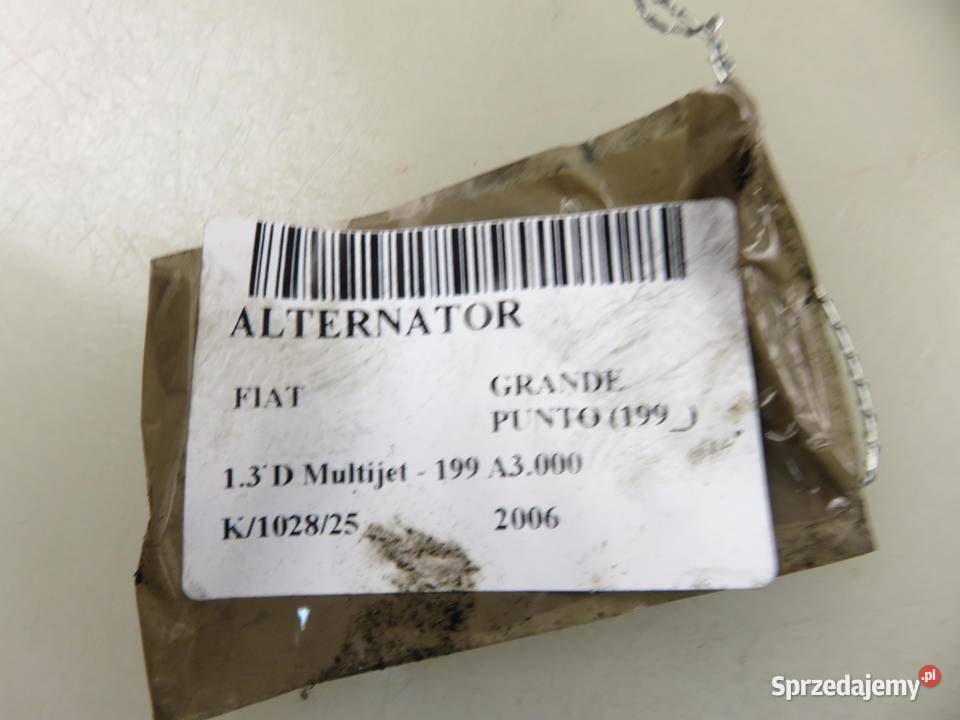 ALTERNATOR
FIAT
GRANDE
PUNTO (199_)
1.3 D Multijet - 199 A3.000
K/1028/25
2006
Sprzedajemy.pl